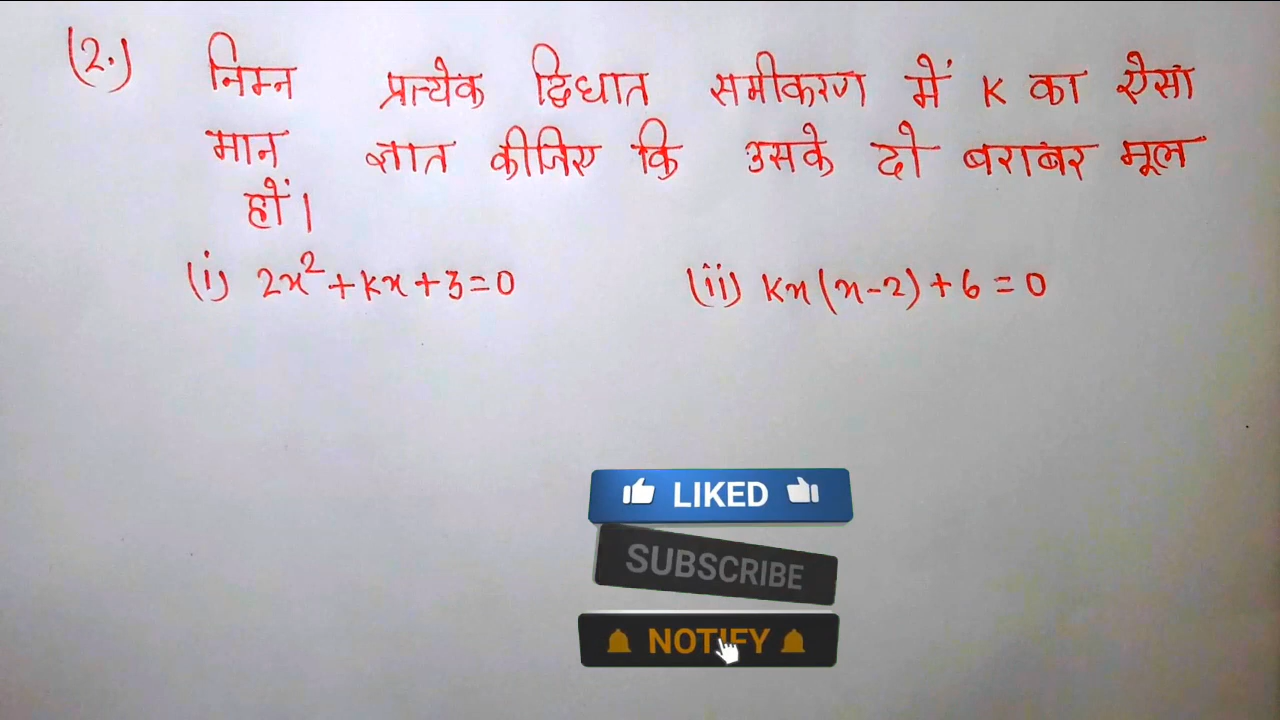 (2.) निम्न प्रत्येक द्विघात समीकरण में K का ऐसा
मान ज्ञात कीजिए कि उसके दो बराबर मूल
हों।
(i) 2x² + Kx + 3 = 0 (ii) Kx (x - 2) + 6 = 0
LIKED
SUBSCRIBE
NOTIFY